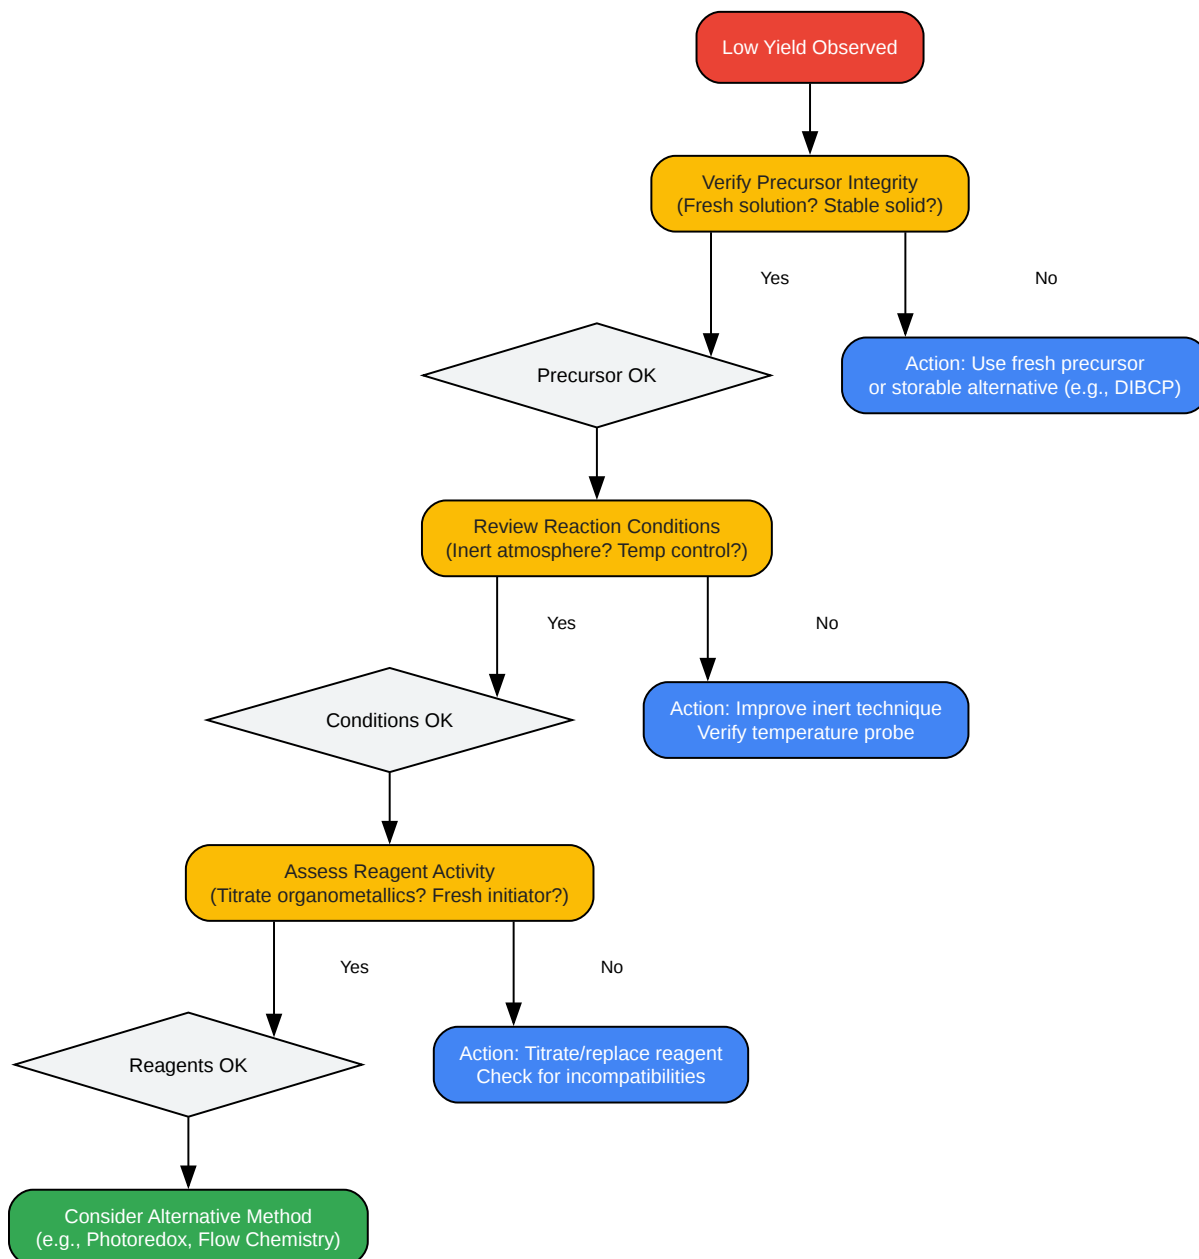 Low Yield Observed
Verify Precursor Integrity
(Fresh solution? Stable solid?)
Yes
No
Precursor OK
Action: Use fresh precursor
or storable alternative (e.g., DIBCP)
Review Reaction Conditions
(Inert atmosphere? Temp control?)
Yes
No
Conditions OK
Action: Improve inert technique
Verify temperature probe
Assess Reagent Activity
(Titrate organometallics? Fresh initiator?)
Yes
No
Reagents OK
Action: Titrate/replace reagent
Check for incompatibilities
Consider Alternative Method
(e.g., Photoredox, Flow Chemistry)